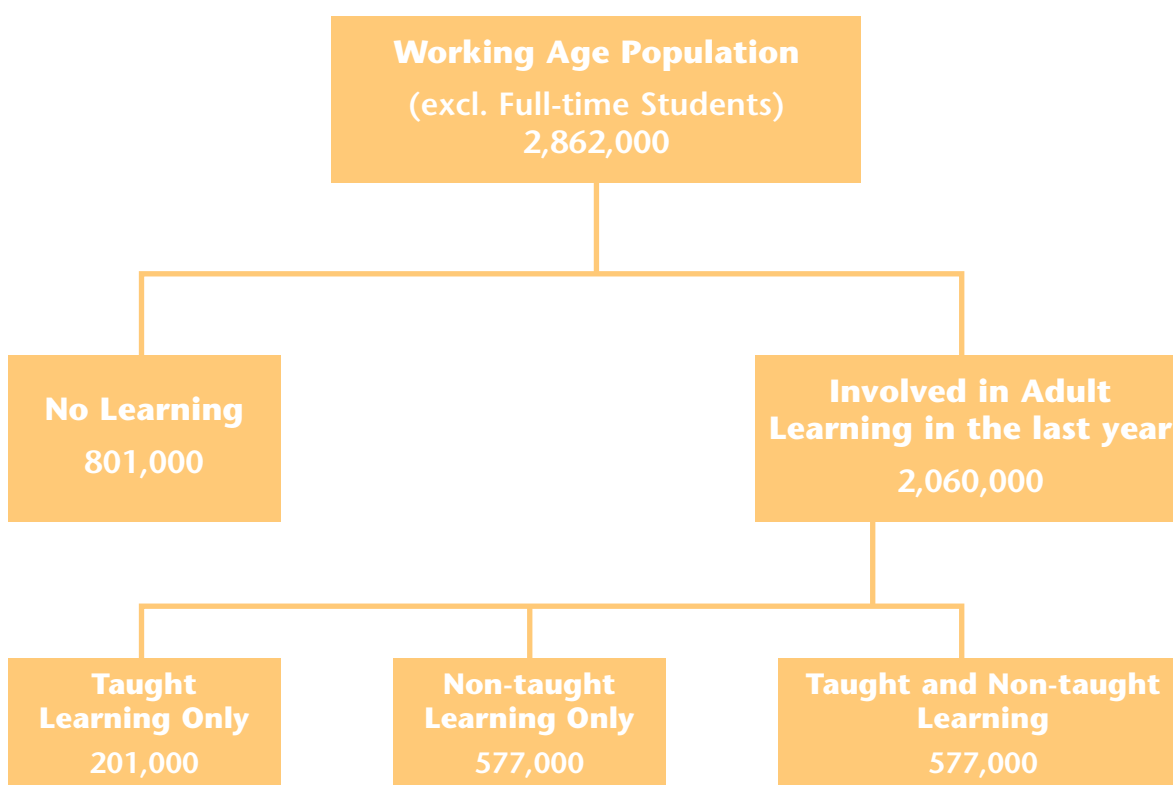 Working Age Population
(excl. Full-time Students)
2,862,000
No Learning
801,000
Involved in Adult
Learning in the last year
2,060,000
Taught
Learning Only
201,000
Non-taught
Learning Only
577,000
Taught and Non-taught
Learning
577,000